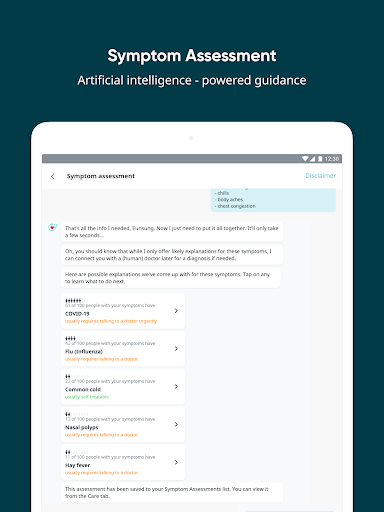 Symptom Assessment
Artificial intelligence - powered guidance
12:30
Symptom assessment
Disclaimer
- chills
- body aches
- chest congestion
That's all the info I needed, Eunsung. Now I just need to put it all together. It'll only take
a few seconds...
Oh, you should know that while I only offer likely explanations for these symptoms, I
can connect you with a (human) doctor later for a diagnosis if needed.
Here are possible explanations we've come up with for these symptoms. Tap on any
to learn what to do next.
63 of 100 people with your symptoms have
COVID-19
usually requires talking to a doctor urgently
42 of 100 people with your symptoms have
Flu (Influenza)
usually requires talking to a doctor
22 of 100 people with your symptoms have
Common cold
usually self-treatable
12 of 100 people with your symptoms have
Nasal polyps
usually requires talking to a doctor
11 of 100 people with your symptoms have
Hay fever
usually requires talking to a doctor
This assessment has been saved to your Symptom Assessments list. You can view it
from the Care tab.